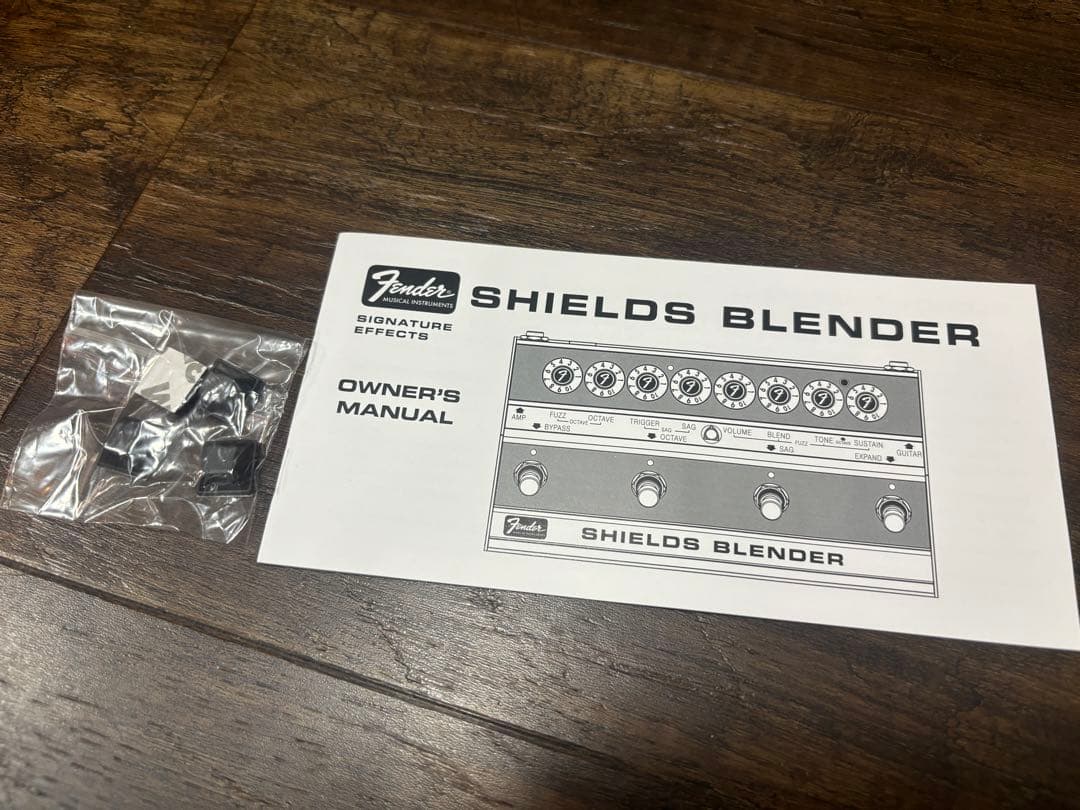 Fender
MUSICAL INSTRUMENTS
SIGNATURE
EFFECTS
SHIELDS BLENDER
OWNER'S
MANUAL
AMP FUZZ OCTAVE TRIGGER SAG VOLUME BLEND TONE SUSTAIN GUITAR
OCTAVE SAG FUZZ
BYPASS OCTAVE SAG EXPAND
Fender
SHIELDS BLENDER